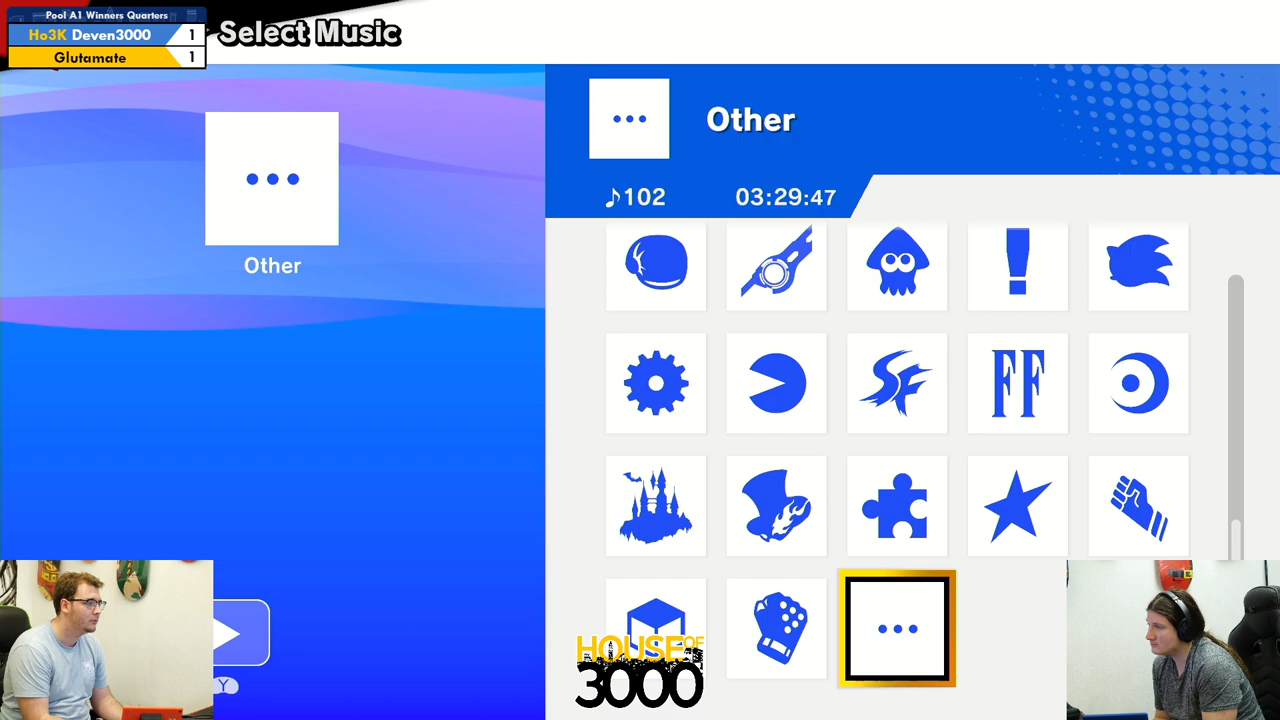 Pool A1 Winners Quarters
Ho3K Deven3000 1
Glutamate 1
Select Music
Other
Other
♪102 03:29:47
SF
FF
Y
HOUSE OF
3000